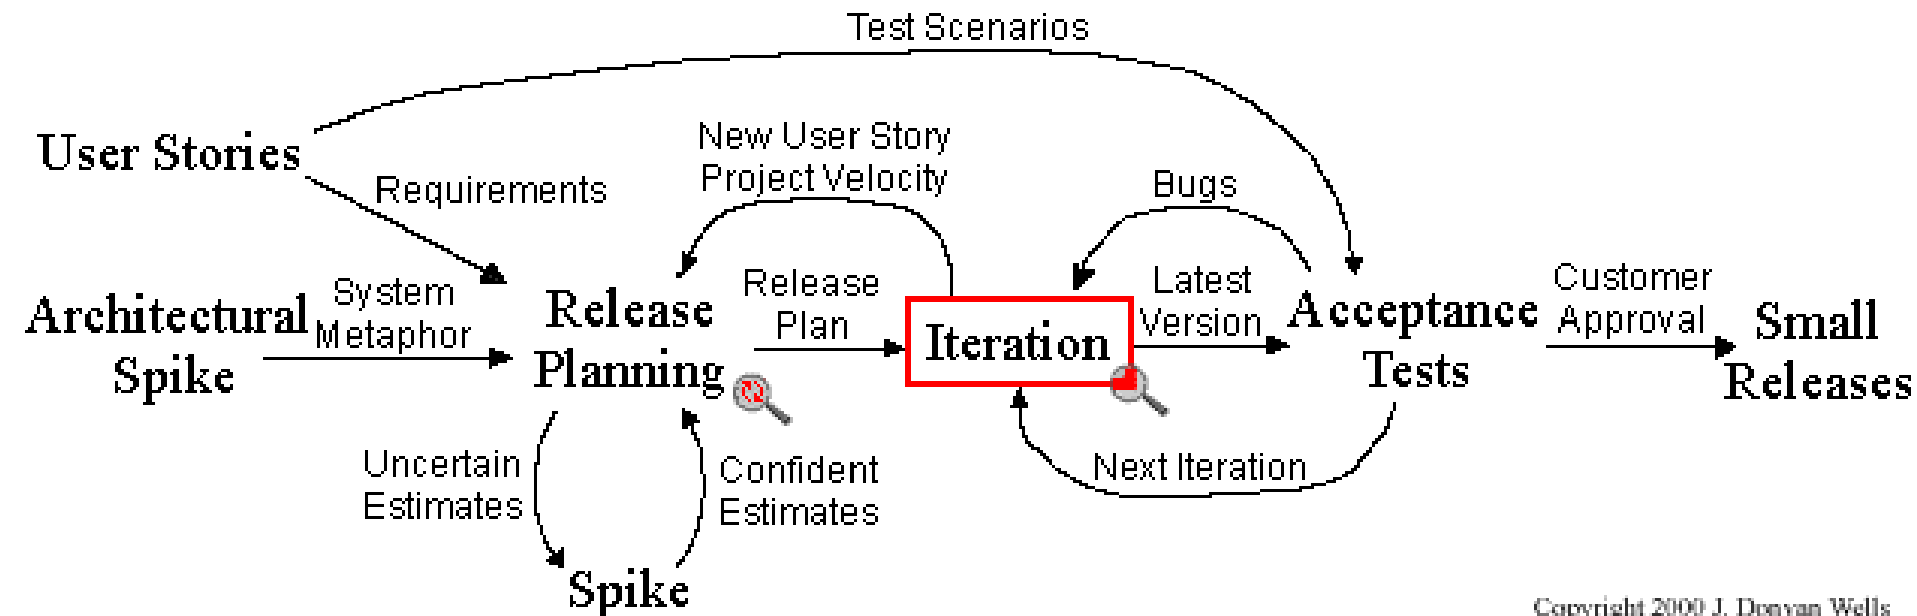 Test Scenarios
User Stories
New User Story
Project Velocity
Requirements
Bugs
Architectural
Spike
System
Metaphor
Release
Planning
Release
Plan
Iteration
Latest
Version
Acceptance
Tests
Customer
Approval
Small
Releases
Uncertain
Estimates
Confident
Estimates
Next Iteration
Spike
Copyright 2000 J. Donvan Wells